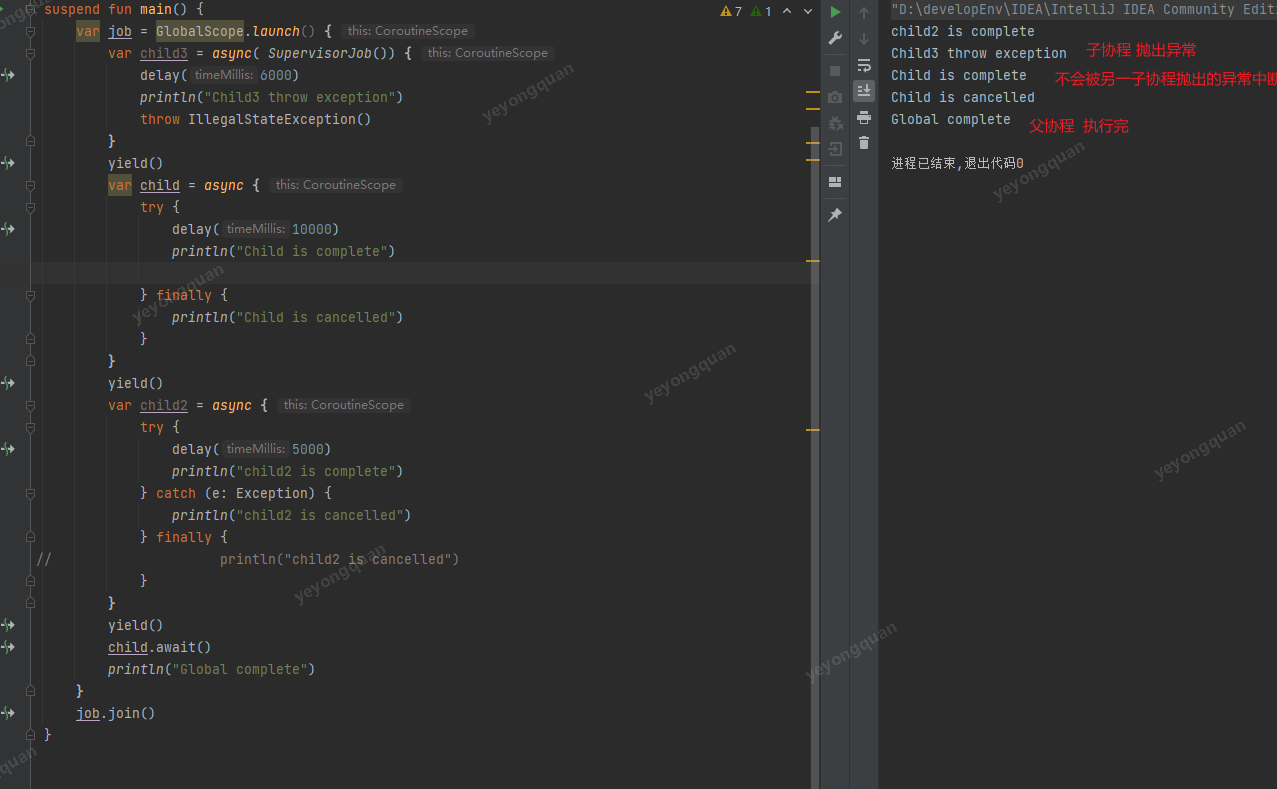 suspend fun main() {
var job = GlobalScope.launch() { this: CoroutineScope
var child3 = async( SupervisorJob()) { this: CoroutineScope
delay( timeMillis: 6000)
println("Child3 throw exception")
throw IllegalStateException()
}
yield()
var child = async { this: CoroutineScope
try {
delay( timeMillis: 10000)
println("Child is complete")
} finally {
println("Child is cancelled")
}
}
yield()
var child2 = async { this: CoroutineScope
try {
delay( timeMillis: 5000)
println("child2 is complete")
} catch (e: Exception) {
println("child2 is cancelled")
} finally {
// println("child2 is cancelled")
}
}
yield()
child.await()
println("Global complete")
}
job.join()
}
7 1
"D:\developEnv\IDEA\IntelliJ IDEA Community Edit
child2 is complete
Child3 throw exception 子协程 抛出异常
Child is complete 不会被另一子协程抛出的异常中断
Child is cancelled
Global complete 父协程 执行完
进程已结束,退出代码0
yeyongquan
yeyongquan
yeyongquan
yeyongquan
yeyongquan
yeyongquan
yeyongquan